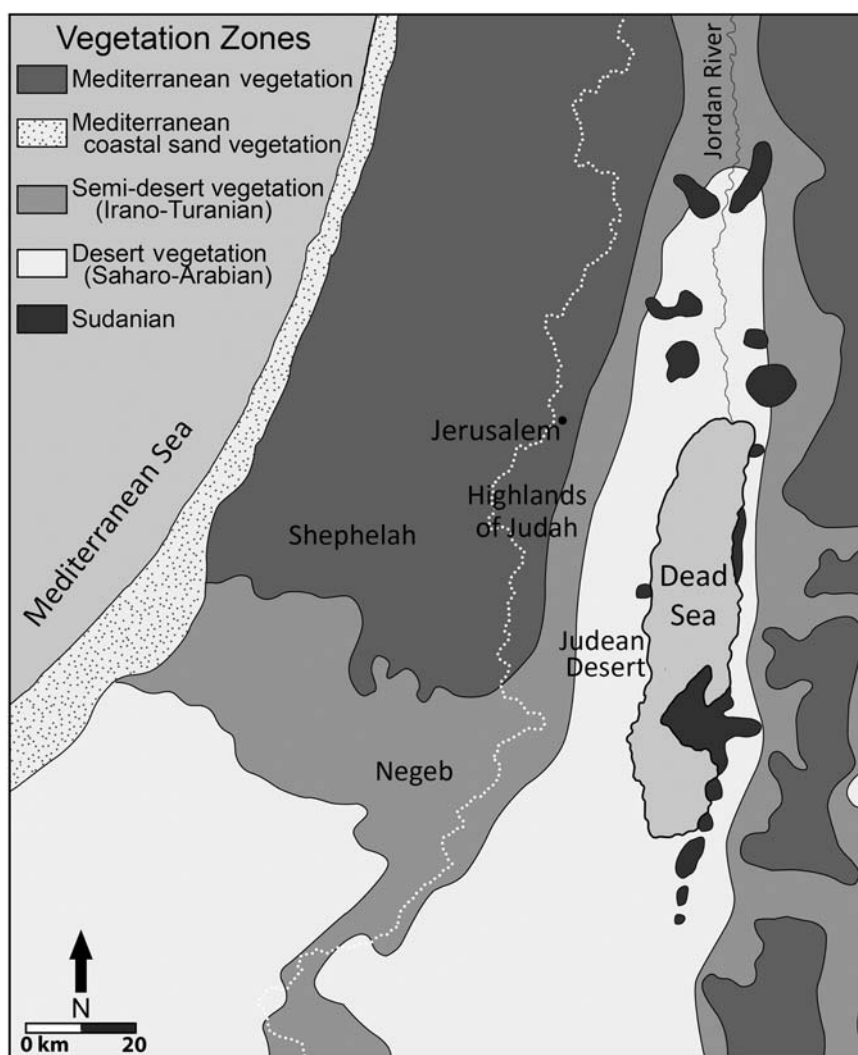 Vegetation Zones
Mediterranean vegetation
Mediterranean
coastal sand vegetation
Semi-desert vegetation
(Irano-Turanian)
Desert vegetation
(Saharo-Arabian)
Sudanian
Jordan River
Mediterranean Sea
Jerusalem
Highlands
of Judah
Shephelah
Dead
Sea
Judean
Desert
Negeb
N
0 km 20